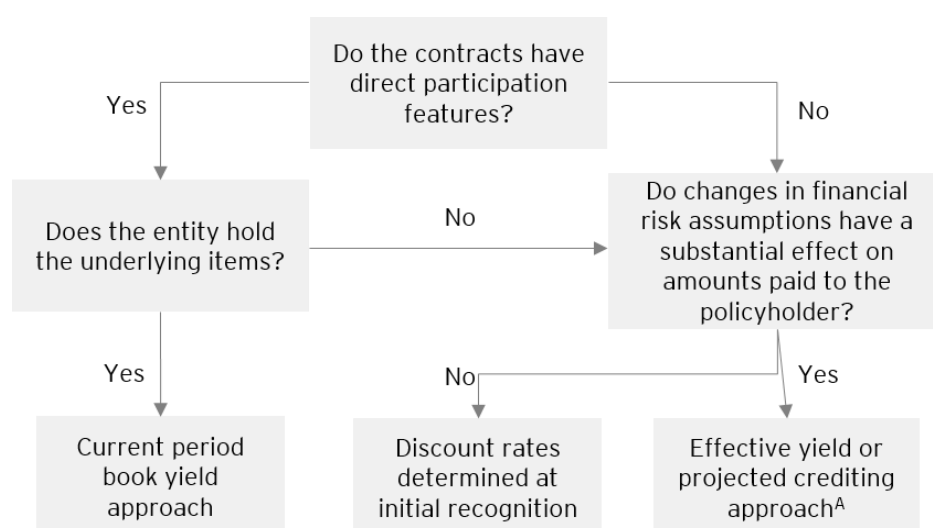 Do the contracts have
direct participation
features?
Yes
No
Does the entity hold
the underlying items?
No
Do changes in financial
risk assumptions have a
substantial effect on
amounts paid to the
policyholder?
Yes
No
Yes
Current period
book yield
approach
Discount rates
determined at
initial recognition
Effective yield or
projected crediting
approachᴬ